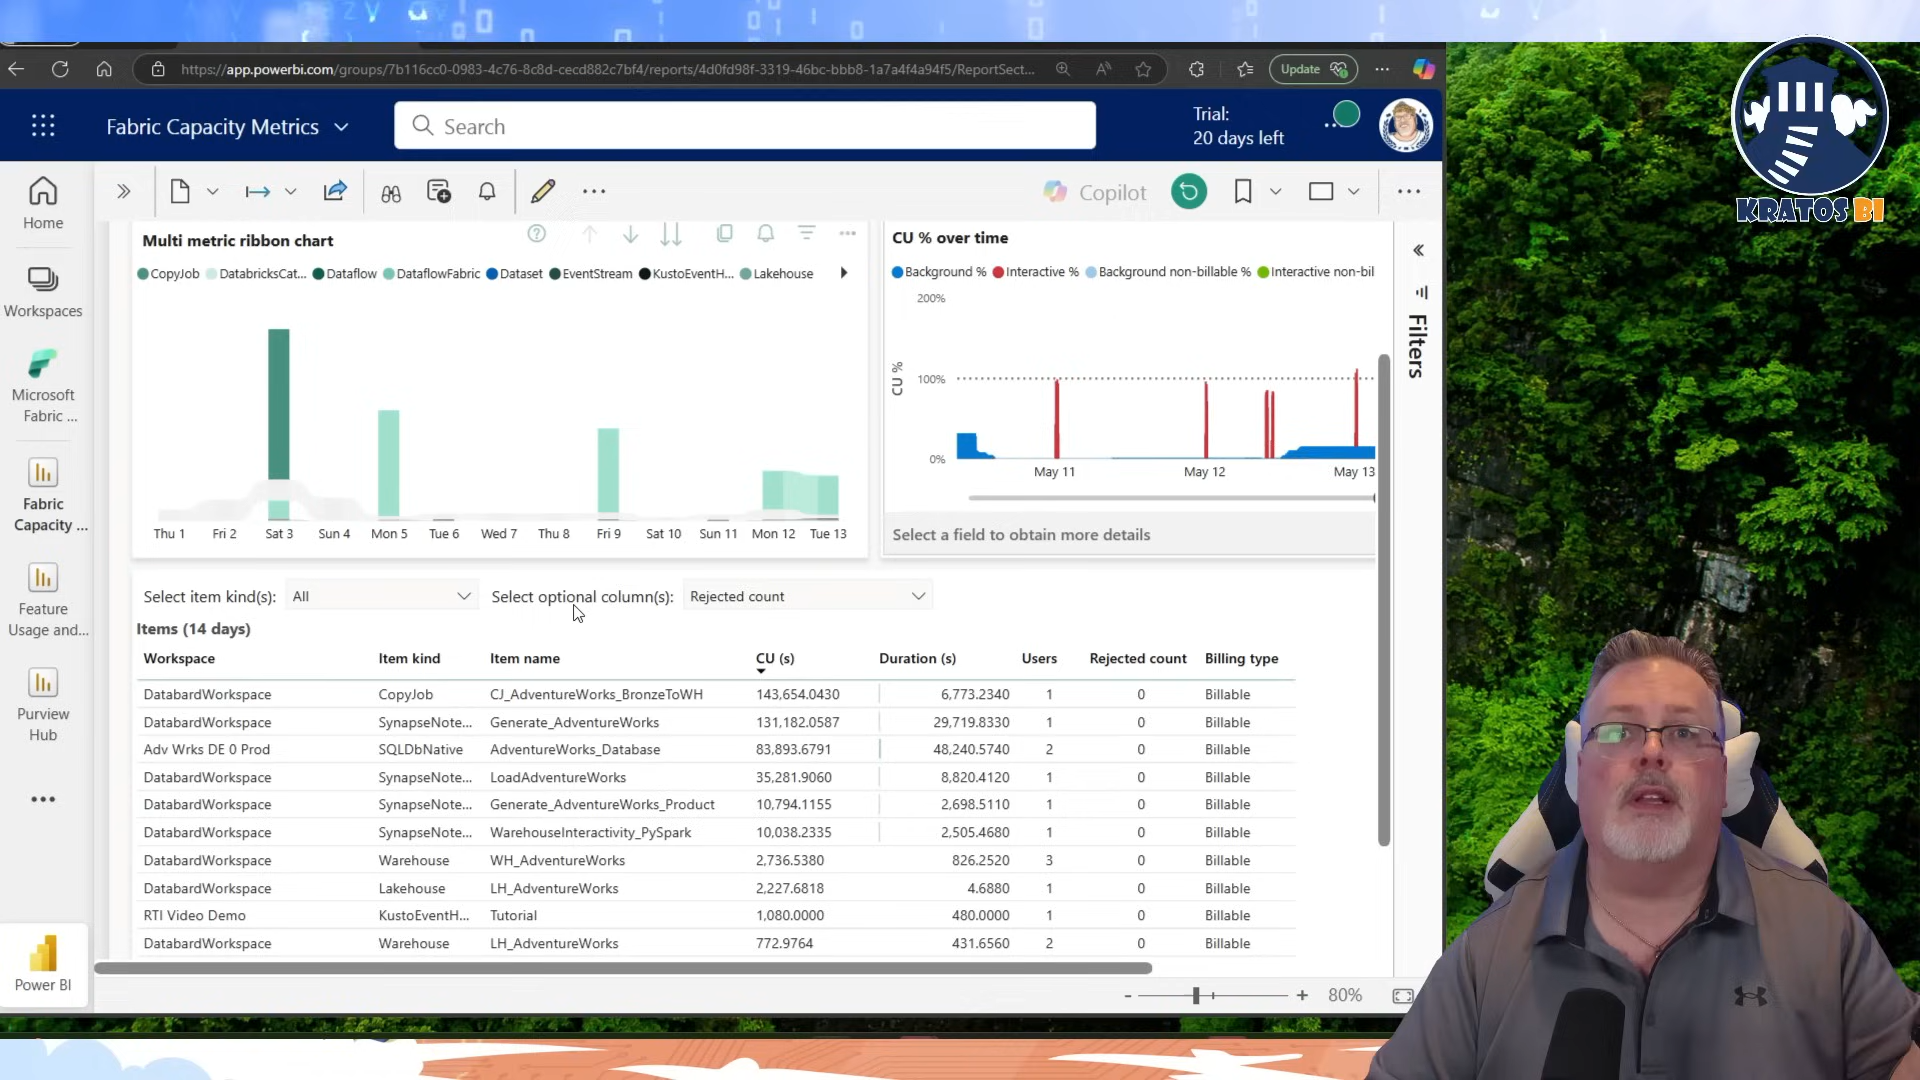 https://app.powerbi.com/groups/7b116cc0-0983-4c76-8c8d-cecd882c7bf4/reports/4d0fd98f-3319-46bc-bbb8-1a7a4f4a94f5/ReportSect...
Update
Fabric Capacity Metrics
Search
Trial:
20 days left
KRATOS BI
Home
Workspaces
Microsoft
Fabric ...
Fabric
Capacity ...
Feature
Usage and...
Purview
Hub
Power BI
Copilot
Multi metric ribbon chart
CopyJob DatabricksCat... Dataflow DataflowFabric Dataset EventStream KustoEventH... Lakehouse
Thu 1 Fri 2 Sat 3 Sun 4 Mon 5 Tue 6 Wed 7 Thu 8 Fri 9 Sat 10 Sun 11 Mon 12 Tue 13
CU % over time
Background % Interactive % Background non-billable % Interactive non-bil
200%
100%
0%
CU %
May 11 May 12 May 13
Select a field to obtain more details
Filters
Select item kind(s): All Select optional column(s): Rejected count
Items (14 days)
Workspace Item kind Item name CU (s) Duration (s) Users Rejected count Billing type
DatabardWorkspace CopyJob CJ_AdventureWorks_BronzeToWH 143,654.0430 6,773.2340 1 0 Billable
DatabardWorkspace SynapseNote... Generate_AdventureWorks 131,182.0587 29,719.8330 1 0 Billable
Adv Wrks DE 0 Prod SQLDbNative AdventureWorks_Database 83,893.6791 48,240.5740 2 0 Billable
DatabardWorkspace SynapseNote... LoadAdventureWorks 35,281.9060 8,820.4120 1 0 Billable
DatabardWorkspace SynapseNote... Generate_AdventureWorks_Product 10,794.1155 2,698.5110 1 0 Billable
DatabardWorkspace SynapseNote... WarehouseInteractivity_PySpark 10,038.2335 2,505.4680 1 0 Billable
DatabardWorkspace Warehouse WH_AdventureWorks 2,736.5380 826.2520 3 0 Billable
DatabardWorkspace Lakehouse LH_AdventureWorks 2,227.6818 4.6880 1 0 Billable
RTI Video Demo KustoEventH... Tutorial 1,080.0000 480.0000 1 0 Billable
DatabardWorkspace Warehouse LH_AdventureWorks 772.9764 431.6560 2 0 Billable
- + 80%